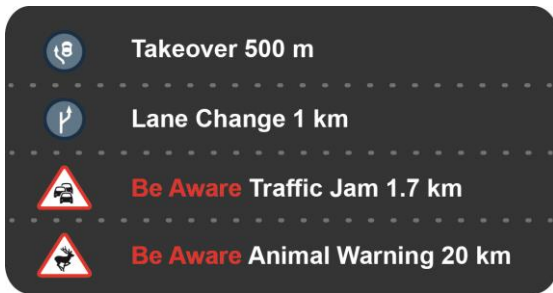 Takeover 500 m
Lane Change 1 km
Be Aware Traffic Jam 1.7 km
Be Aware Animal Warning 20 km